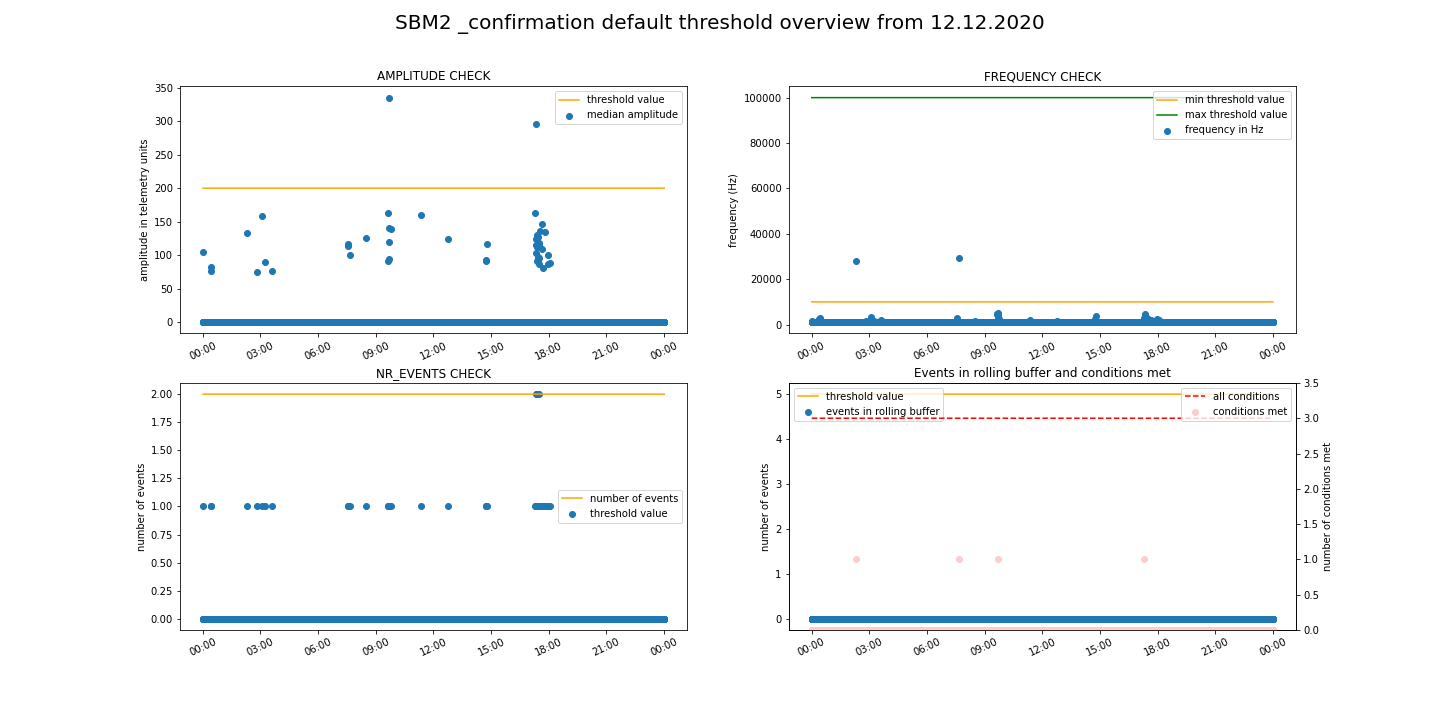 SBM2 _confirmation default threshold overview from 12.12.2020
AMPLITUDE CHECK
amplitude in telemetry units
350
300
250
200
150
100
50
0
threshold value
median amplitude
00:00 03:00 06:00 09:00 12:00 15:00 18:00 21:00 00:00
FREQUENCY CHECK
frequency (Hz)
100000
80000
60000
40000
20000
0
min threshold value
max threshold value
frequency in Hz
00:00 03:00 06:00 09:00 12:00 15:00 18:00 21:00 00:00
NR_EVENTS CHECK
number of events
2.00
1.75
1.50
1.25
1.00
0.75
0.50
0.25
0.00
number of events
threshold value
00:00 03:00 06:00 09:00 12:00 15:00 18:00 21:00 00:00
Events in rolling buffer and conditions met
number of events
5
4
3
2
1
0
threshold value
events in rolling buffer
all conditions
conditions met
3.5
3.0
2.5
2.0
1.5
1.0
0.5
0.0
number of conditions met
00:00 03:00 06:00 09:00 12:00 15:00 18:00 21:00 00:00